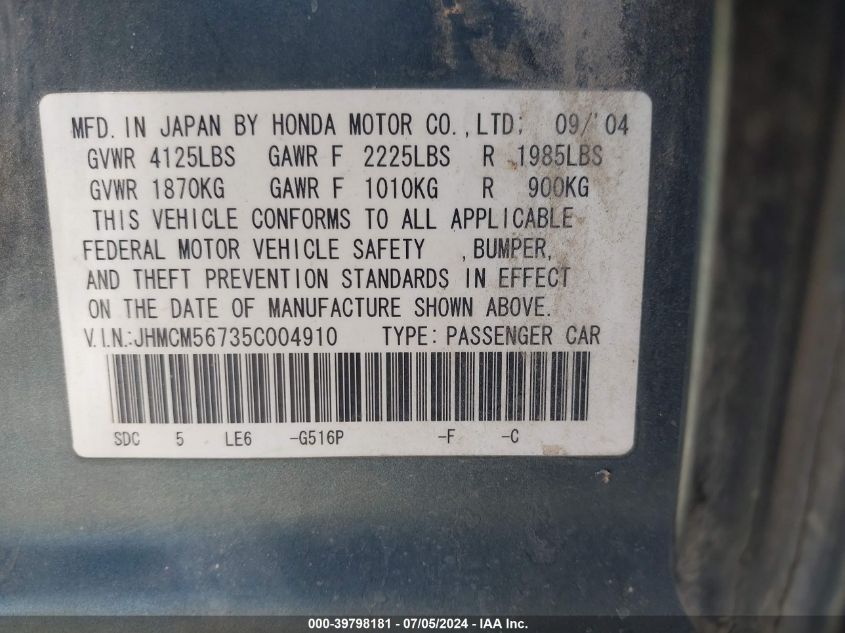 MFD. IN JAPAN BY HONDA MOTOR CO.,LTD; 09/'04
GVWR 4125LBS GAWR F 2225LBS R 1985LBS
GVWR 1870KG GAWR F 1010KG R 900KG
THIS VEHICLE CONFORMS TO ALL APPLICABLE
FEDERAL MOTOR VEHICLE SAFETY ,BUMPER,
AND THEFT PREVENTION STANDARDS IN EFFECT
ON THE DATE OF MANUFACTURE SHOWN ABOVE.
V.I.N.:JHMCM56735C004910 TYPE: PASSENGER CAR
SDC 5 LE6 -G516P -F -C
000-39798181 - 07/05/2024 - IAA Inc.